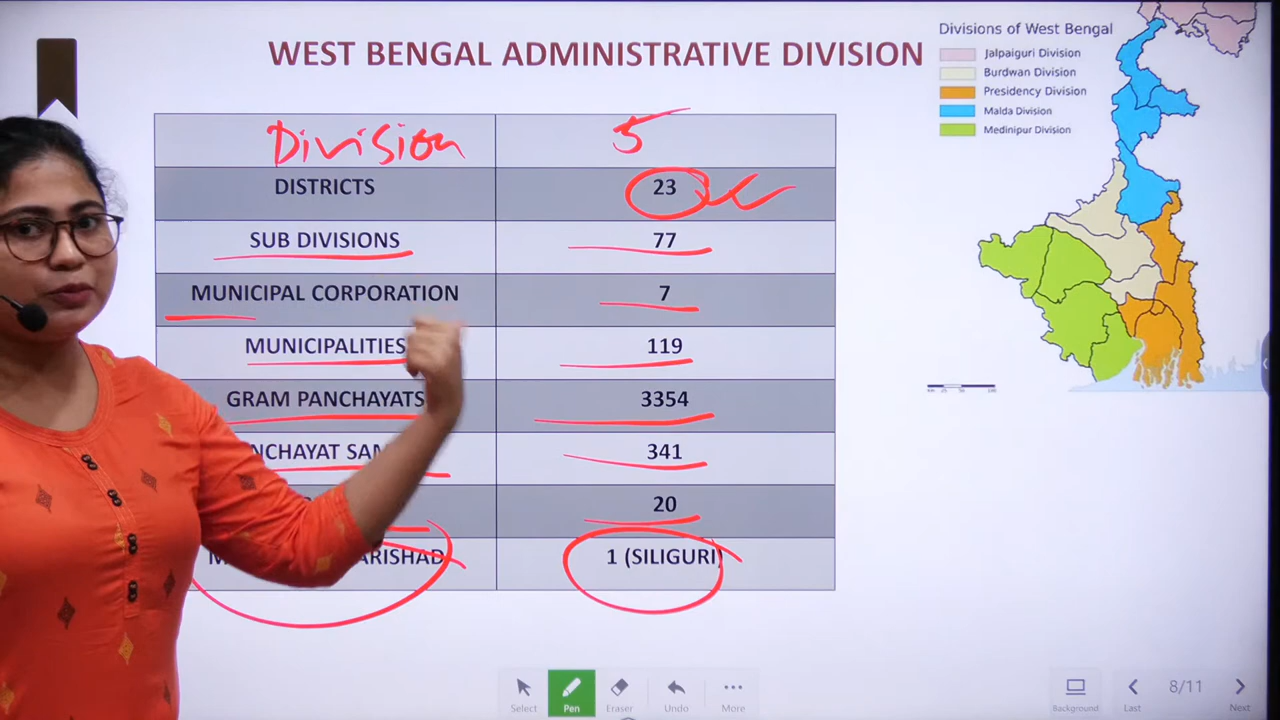 WEST BENGAL ADMINISTRATIVE DIVISION
Division 5
DISTRICTS 23
SUB DIVISIONS 77
MUNICIPAL CORPORATION 7
MUNICIPALITIES 119
GRAM PANCHAYATS 3354
341
20
1 (SILIGURI)
Divisions of West Bengal
Jalpaiguri Division
Burdwan Division
Presidency Division
Malda Division
Medinipur Division
Select
Pen
Eraser
Undo
More
Background
Last
8/11
Next